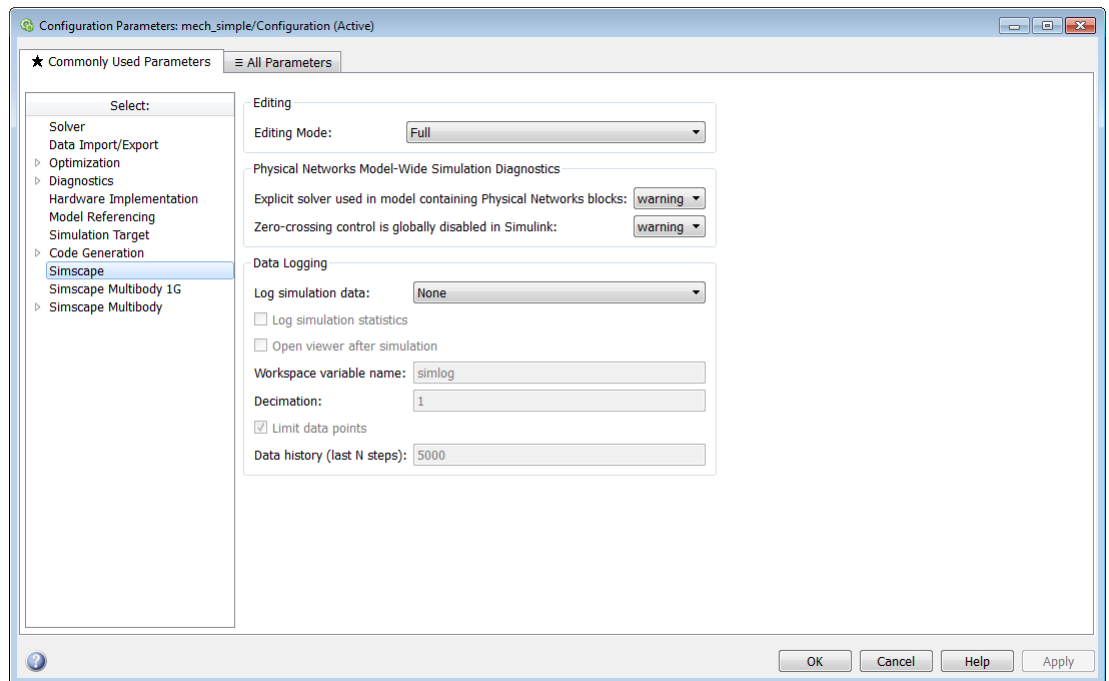 Configuration Parameters: mech_simple/Configuration (Active)
★ Commonly Used Parameters
≡ All Parameters
Select:
Solver
Data Import/Export
Optimization
Diagnostics
Hardware Implementation
Model Referencing
Simulation Target
Code Generation
Simscape
Simscape Multibody 1G
Simscape Multibody
Editing
Editing Mode: Full
Physical Networks Model-Wide Simulation Diagnostics
Explicit solver used in model containing Physical Networks blocks: warning
Zero-crossing control is globally disabled in Simulink: warning
Data Logging
Log simulation data: None
Log simulation statistics
Open viewer after simulation
Workspace variable name: simlog
Decimation: 1
Limit data points
Data history (last N steps): 5000
?
OK Cancel Help Apply